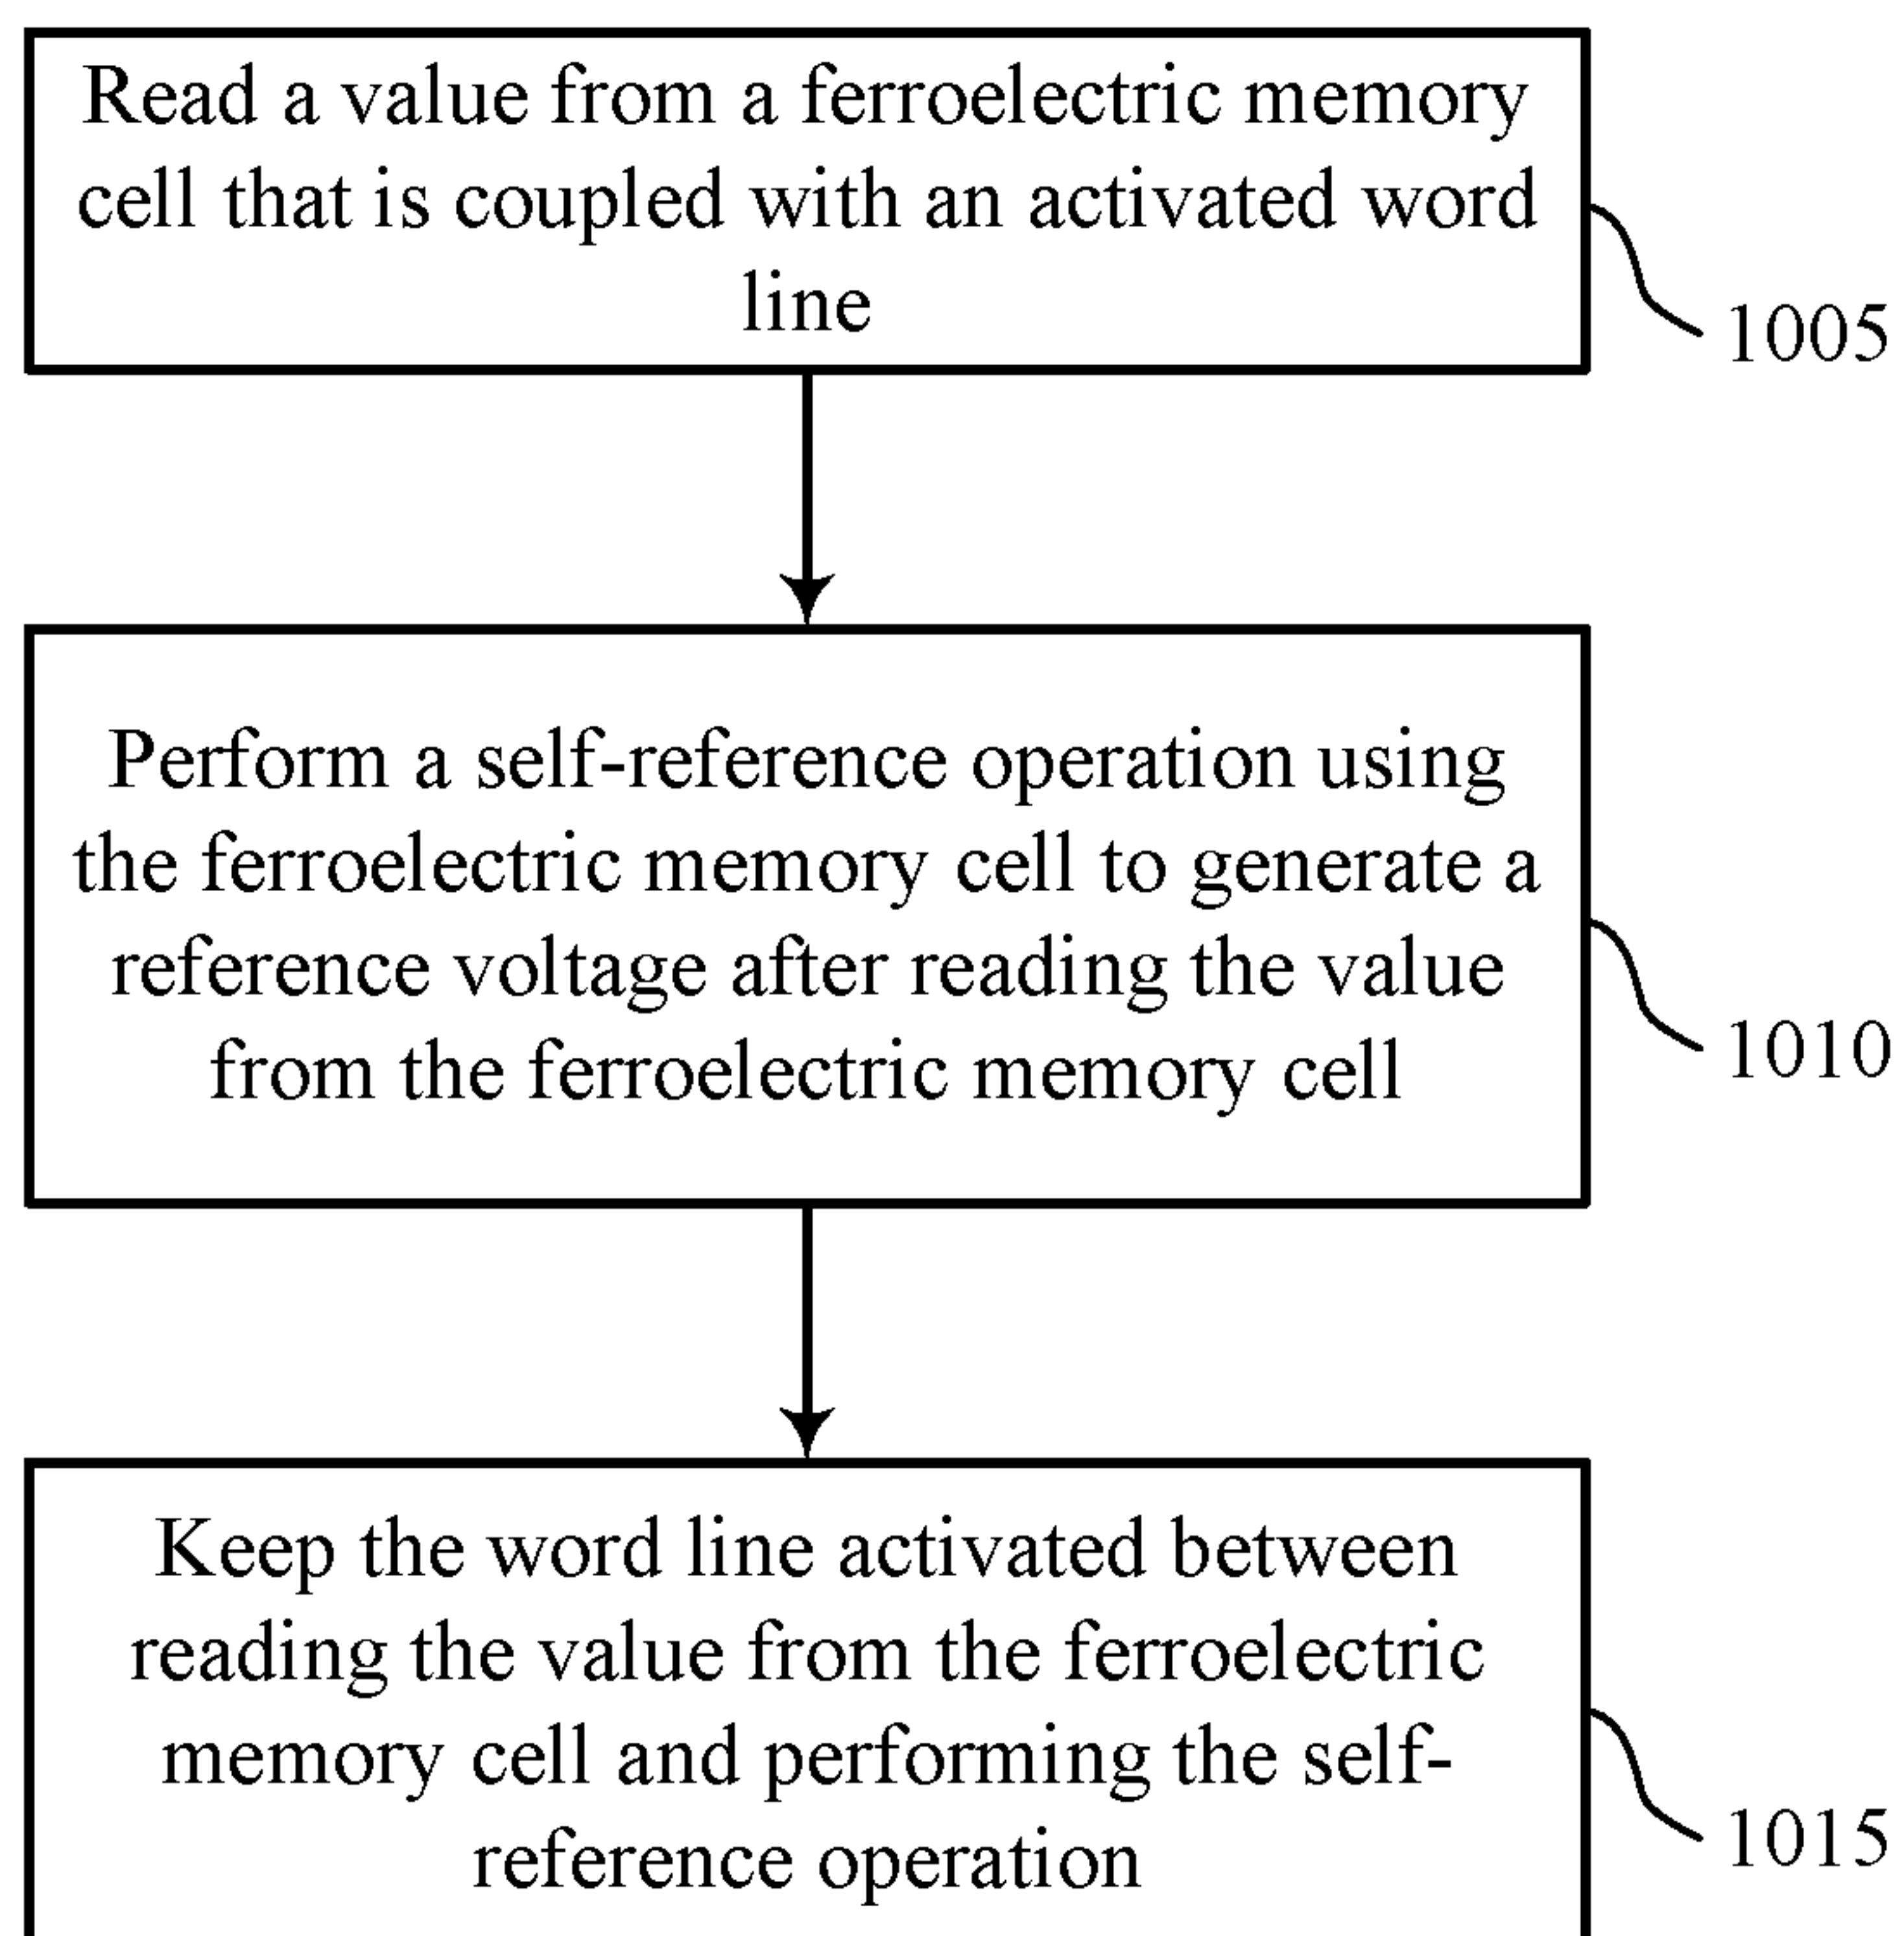 Read a value from a ferroelectric memory
cell that is coupled with an activated word
line
1005
Perform a self-reference operation using
the ferroelectric memory cell to generate a
reference voltage after reading the value
from the ferroelectric memory cell
1010
Keep the word line activated between
reading the value from the ferroelectric
memory cell and performing the self-
reference operation
1015